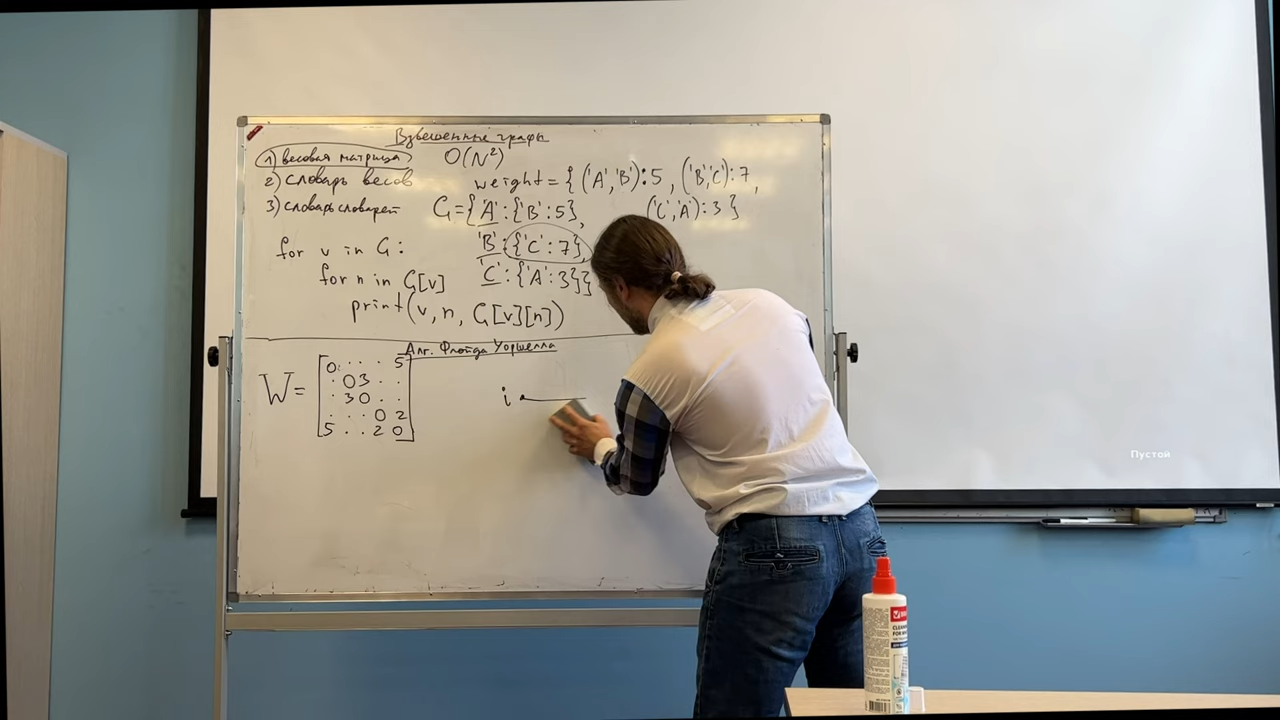 Взвешенные графы
1) весовая матрица O(N²)
2) словарь весов weight = { ('A','B'): 5 , ('B','C'): 7 ,
3) словарь словарей G = { 'A': {'B': 5}, ('C','A'): 3 }
for v in G: 'B': {'C': 7},
for n in G[v] 'C': {'A': 3}}
print(v, n, G[v][n])
Алг. Флойда Уоршелла
W = 0 . . . 5
. 0 3 . .
. 3 0 . .
. . . 0 2
5 . . 2 0
i
Пустой